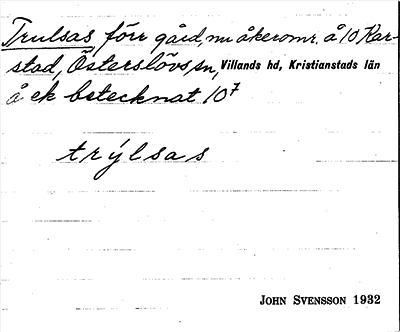 Trulsas förr gård, nu åkeromr. å 10 Kar-
stad, Österslövs sn, Villands hd, Kristianstads län
å ek betecknat 10⁷
trýlsas
JOHN SVENSSON 1932